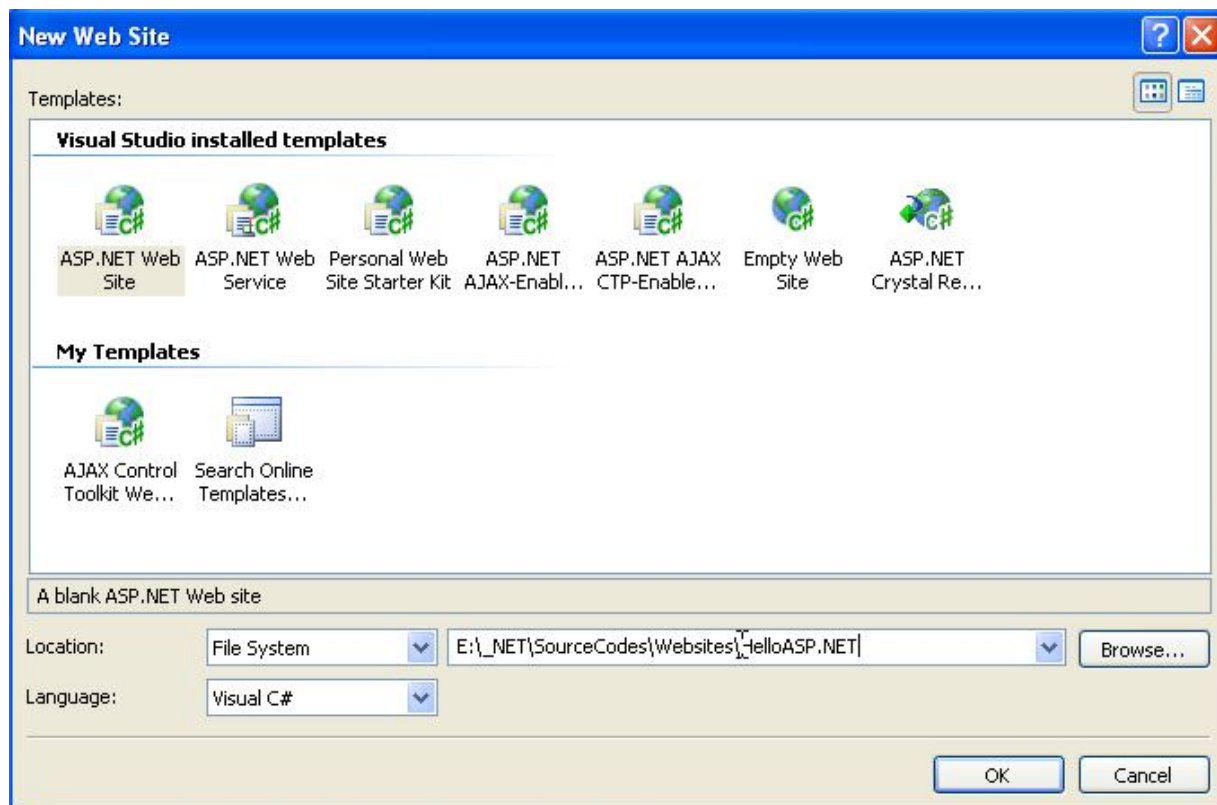 New Web Site
Templates:
Visual Studio installed templates
ASP.NET Web Site
ASP.NET Web Service
Personal Web Site Starter Kit
ASP.NET AJAX-Enabl...
ASP.NET AJAX CTP-Enable...
Empty Web Site
ASP.NET Crystal Re...
My Templates
AJAX Control Toolkit We...
Search Online Templates...
A blank ASP.NET Web site
Location: File System E:\_NET\SourceCodes\Websites\HelloASP.NET Browse...
Language: Visual C#
OK Cancel